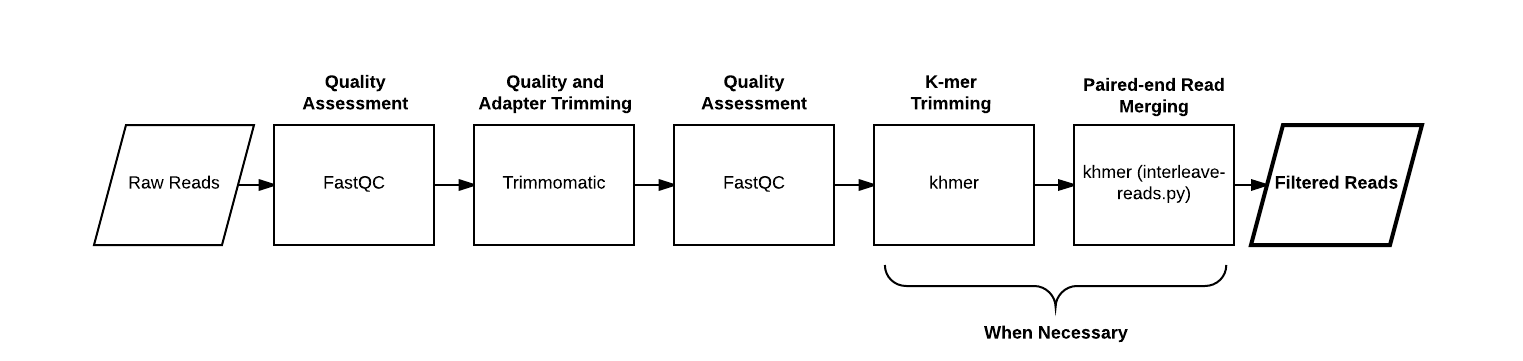 Quality
Assessment
Quality and
Adapter Trimming
Quality
Assessment
K-mer
Trimming
Paired-end Read
Merging
Raw Reads
FastQC
Trimmomatic
FastQC
khmer
khmer (interleave-
reads.py)
Filtered Reads
When Necessary